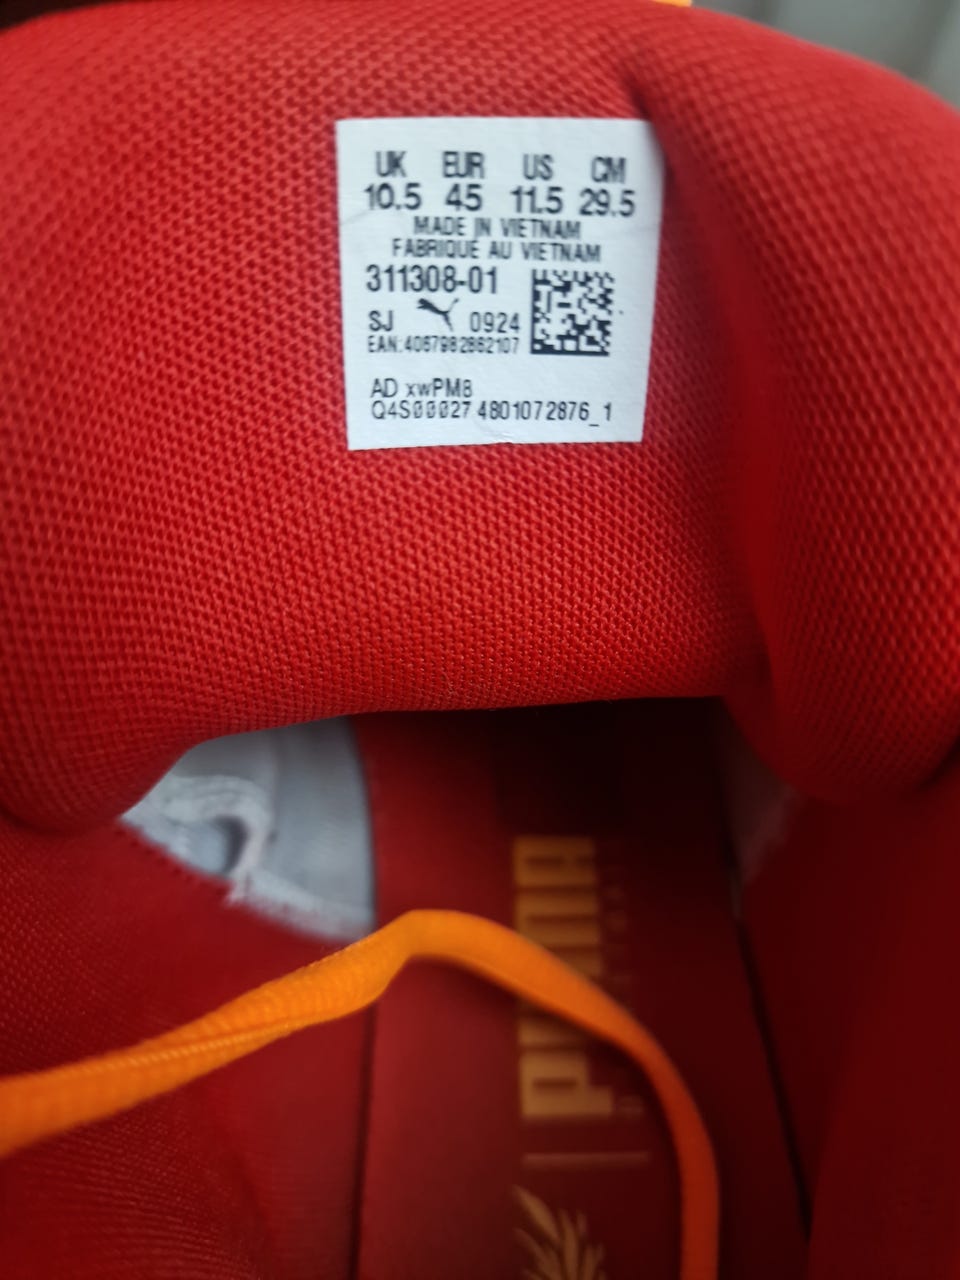 UK EUR US CM
10.5 45 11.5 29.5
MADE IN VIETNAM
FABRIQUÉ AU VIETNAM
311308-01
SJ 0924
EAN:4067982862107
AD xwPM8
Q4S00027 4801072876_1
PUMA